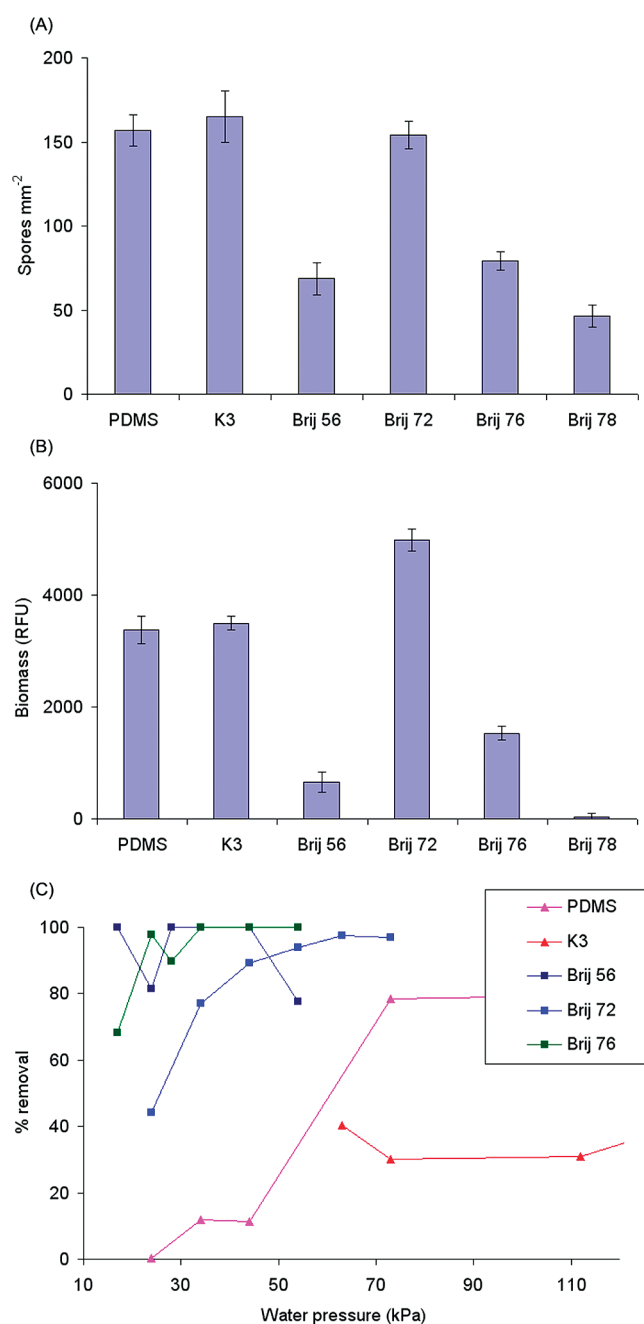 (A)
200
150
100
50
0
Spores mm-2
PDMS K3 Brij 56 Brij 72 Brij 76 Brij 78
(B)
6000
4000
2000
0
Biomass (RFU)
PDMS K3 Brij 56 Brij 72 Brij 76 Brij 78
(C)
100
80
60
40
20
0
% removal
10 30 50 70 90 110
Water pressure (kPa)
PDMS
K3
Brij 56
Brij 72
Brij 76